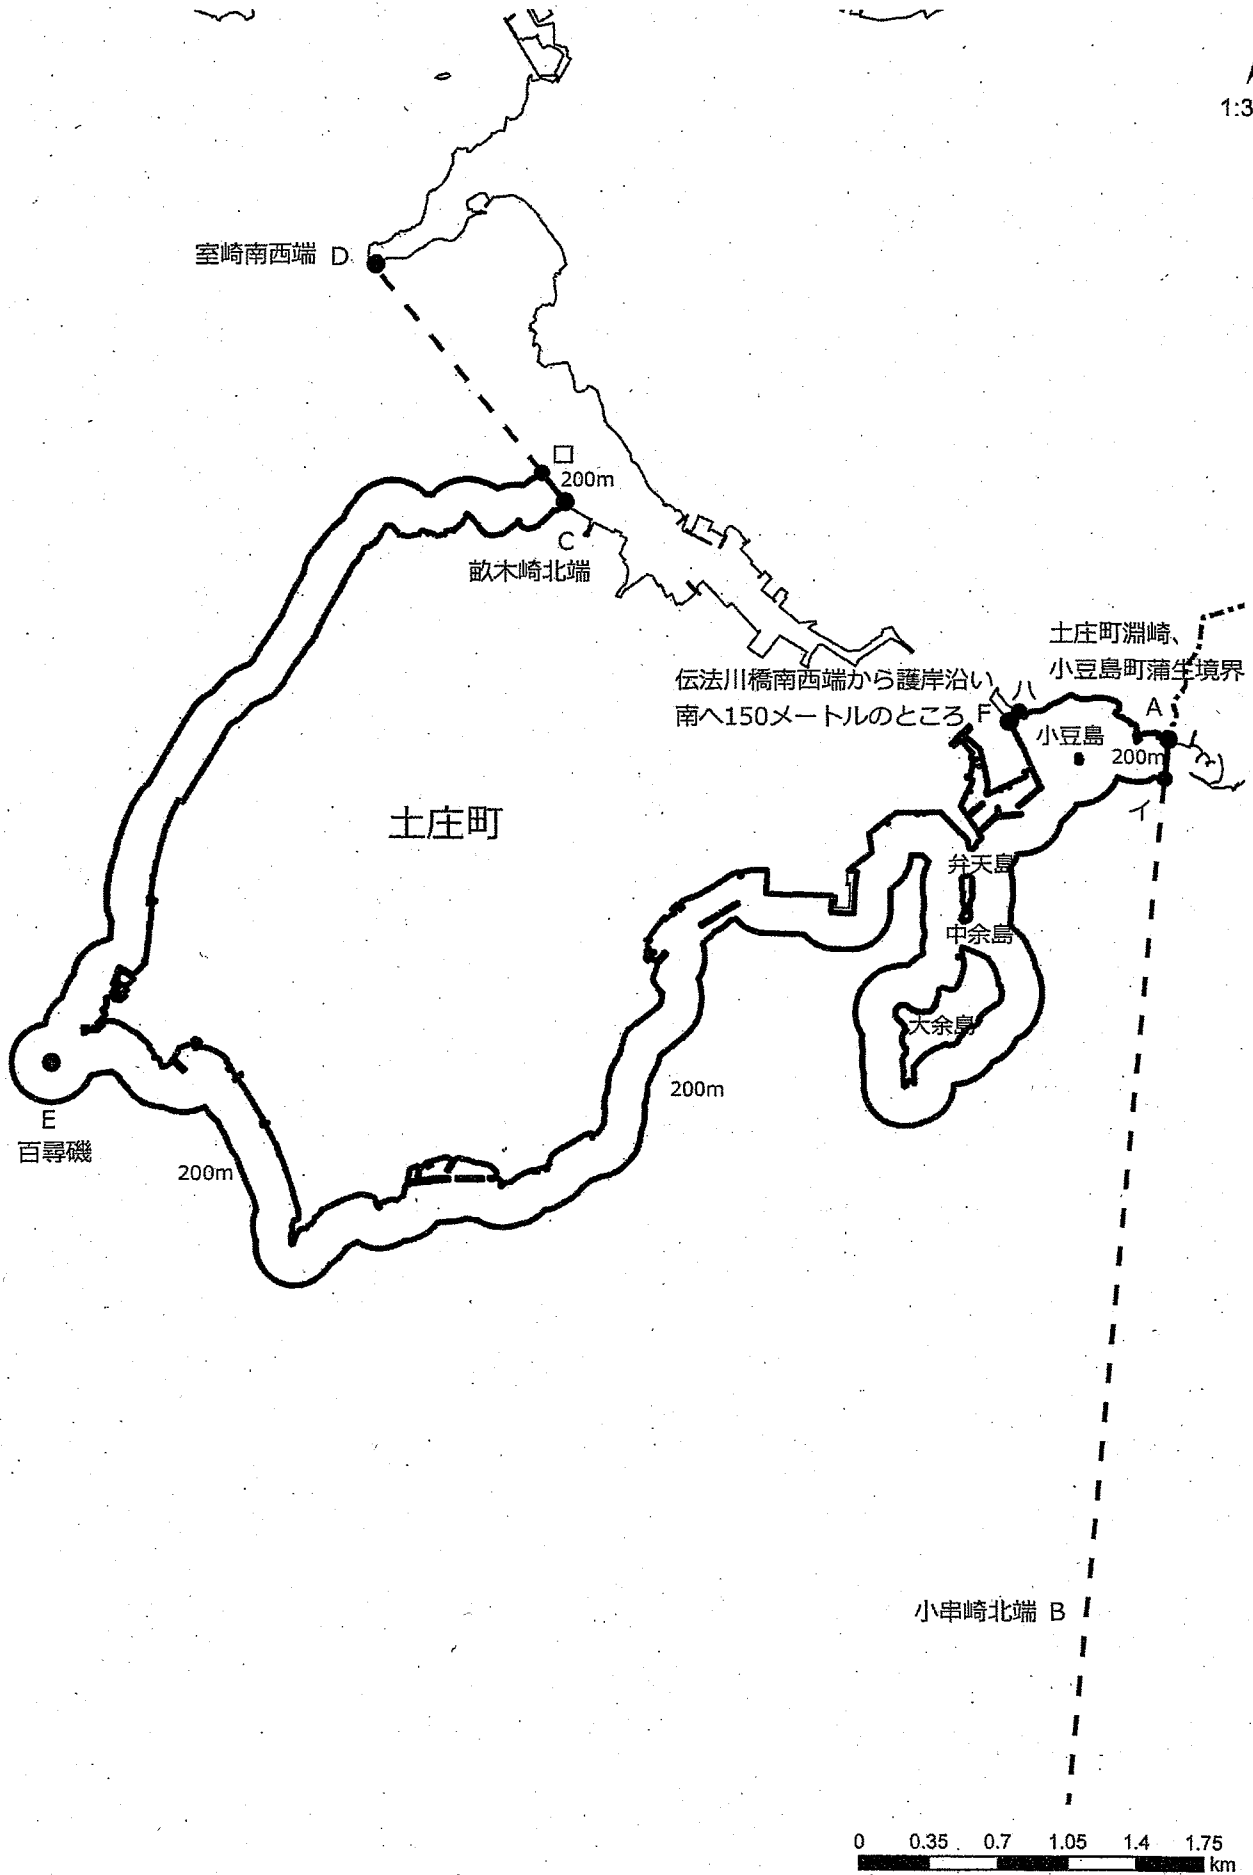 1:3
室崎南西端 D
ロ
200m
C
畝木崎北端
土庄町淵崎、
小豆島町蒲生境界
伝法川橋南西端から護岸沿い
南へ150メートルのところ
F
ハ
A
小豆島
200m
イ
土庄町
弁天島
中余島
大余島
200m
E
百尋磯
200m
小串崎北端 B
0 0.35 0.7 1.05 1.4 1.75
km